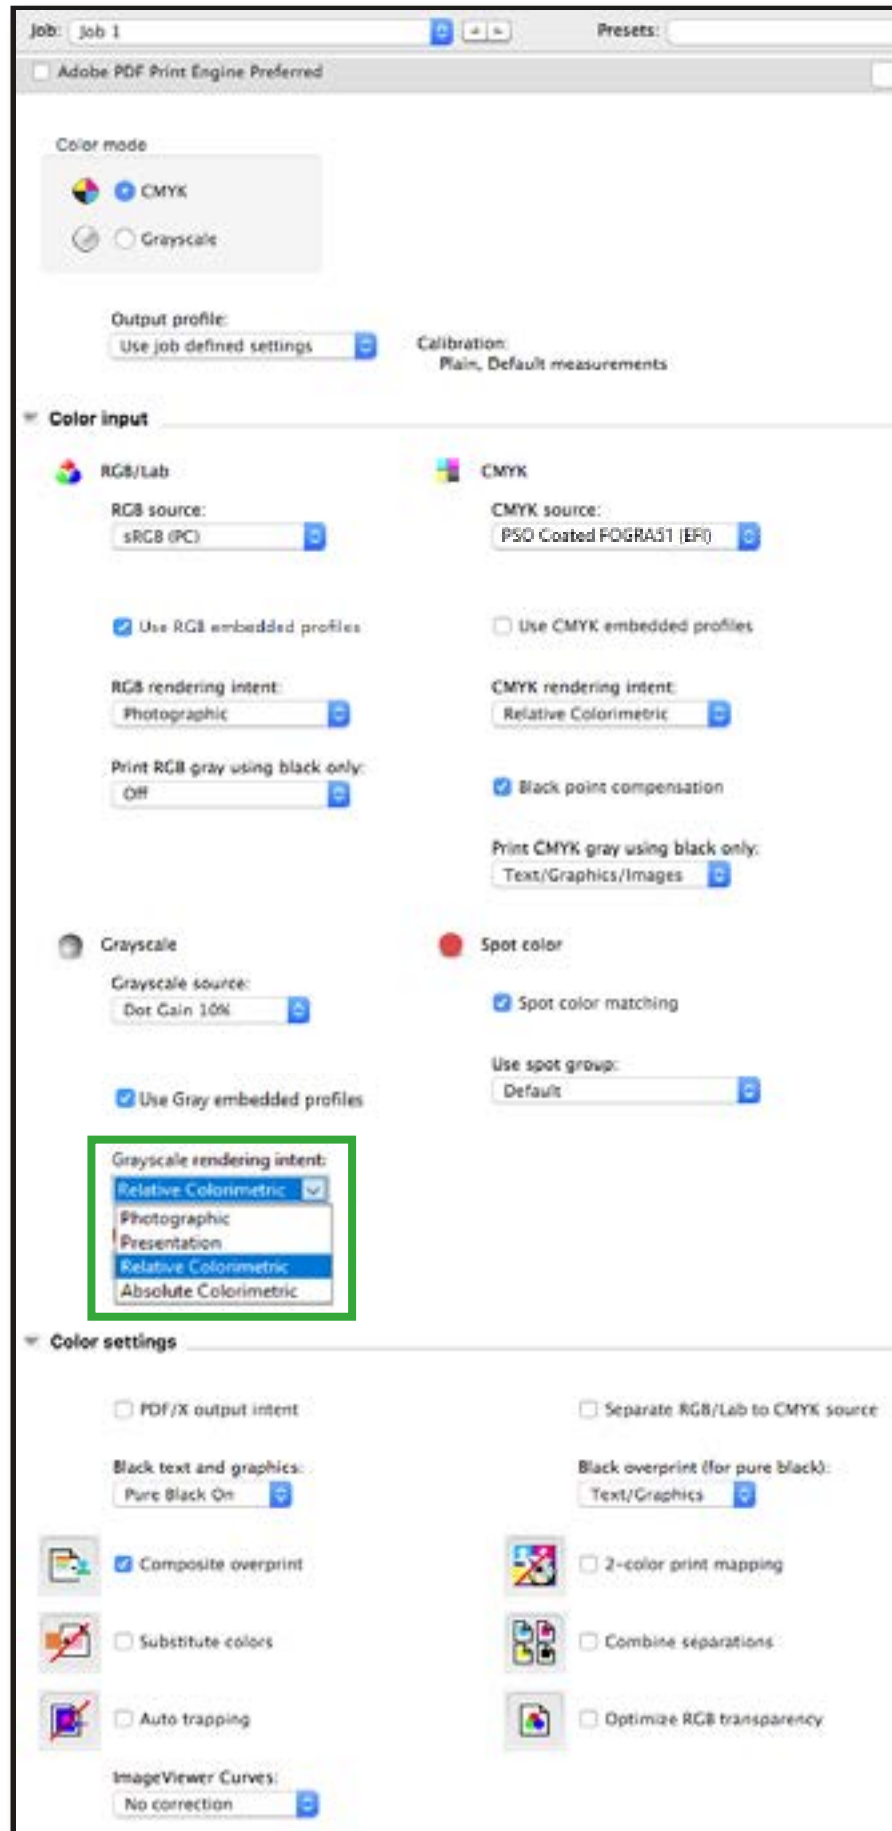 Job: Job 1 Presets:
Adobe PDF Print Engine Preferred
Color mode
CMYK
Grayscale
Output profile:
Use job defined settings
Calibration:
Plain, Default measurements
Color input
RGB/Lab
RGB source:
sRGB (PC)
Use RGB embedded profiles
RGB rendering intent:
Photographic
Print RGB gray using black only:
Off
CMYK
CMYK source:
PSO Coated FOGRA51 (EFI)
Use CMYK embedded profiles
CMYK rendering intent:
Relative Colorimetric
Black point compensation
Print CMYK gray using black only:
Text/Graphics/Images
Grayscale
Grayscale source:
Dot Gain 10%
Use Gray embedded profiles
Grayscale rendering intent:
Relative Colorimetric
Photographic
Presentation
Relative Colorimetric
Absolute Colorimetric
Spot color
Spot color matching
Use spot group:
Default
Color settings
PDF/X output intent
Separate RGB/Lab to CMYK source
Black text and graphics:
Pure Black On
Black overprint (for pure black):
Text/Graphics
Composite overprint
2-color print mapping
Substitute colors
Combine separations
Auto trapping
Optimize RGB transparency
ImageViewer Curves:
No correction